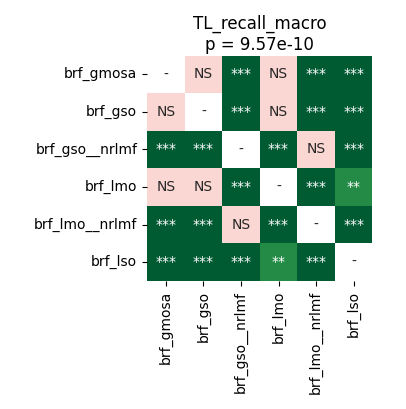 TL_recall_macro
p = 9.57e-10
brf_gmosa - NS *** NS *** ***
brf_gso NS - *** NS *** ***
brf_gso__nrlmf *** *** - *** NS ***
brf_lmo NS NS *** - *** **
brf_lmo__nrlmf *** *** NS *** - ***
brf_lso *** *** *** ** *** -
brf_gmosa
brf_gso
brf_gso__nrlmf
brf_lmo
brf_lmo__nrlmf
brf_lso